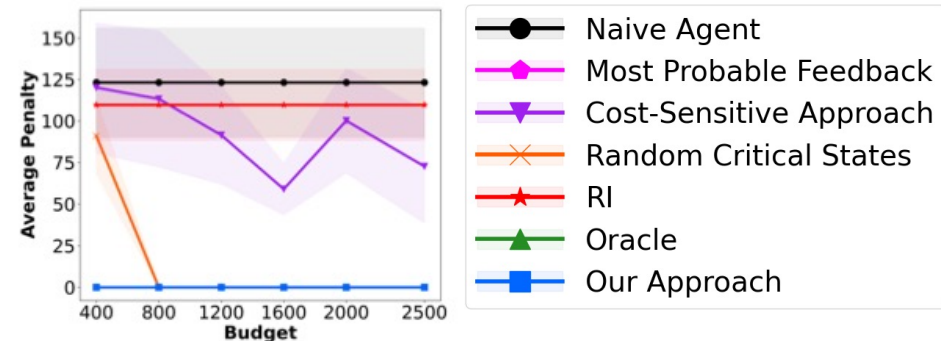 150
125
100
75
50
25
0
Average Penalty
400 800 1200 1600 2000 2500
Budget
Naive Agent
Most Probable Feedback
Cost-Sensitive Approach
Random Critical States
RI
Oracle
Our Approach